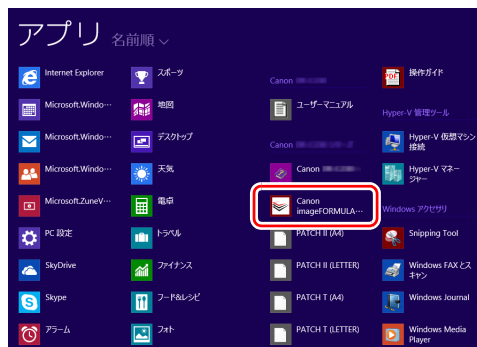 アプリ 名前順
Internet Explorer
Microsoft.Windo…
Microsoft.Windo…
Microsoft.Windo…
Microsoft.ZuneV…
PC 設定
SkyDrive
Skype
アラーム
スポーツ
地図
デスクトップ
天気
電卓
トラベル
ファイナンス
フード&レシピ
フォト
Canon
ユーザーマニュアル
Canon
Canon
Canon
imageFORMULA…
PATCH II (A4)
PATCH II (LETTER)
PATCH T (A4)
PATCH T (LETTER)
操作ガイド
Hyper-V 管理ツール
Hyper-V 仮想マシン
接続
Hyper-V マネー
ジャー
Windows アクセサリ
Snipping Tool
Windows FAX とス
キャン
Windows Journal
Windows Media
Player